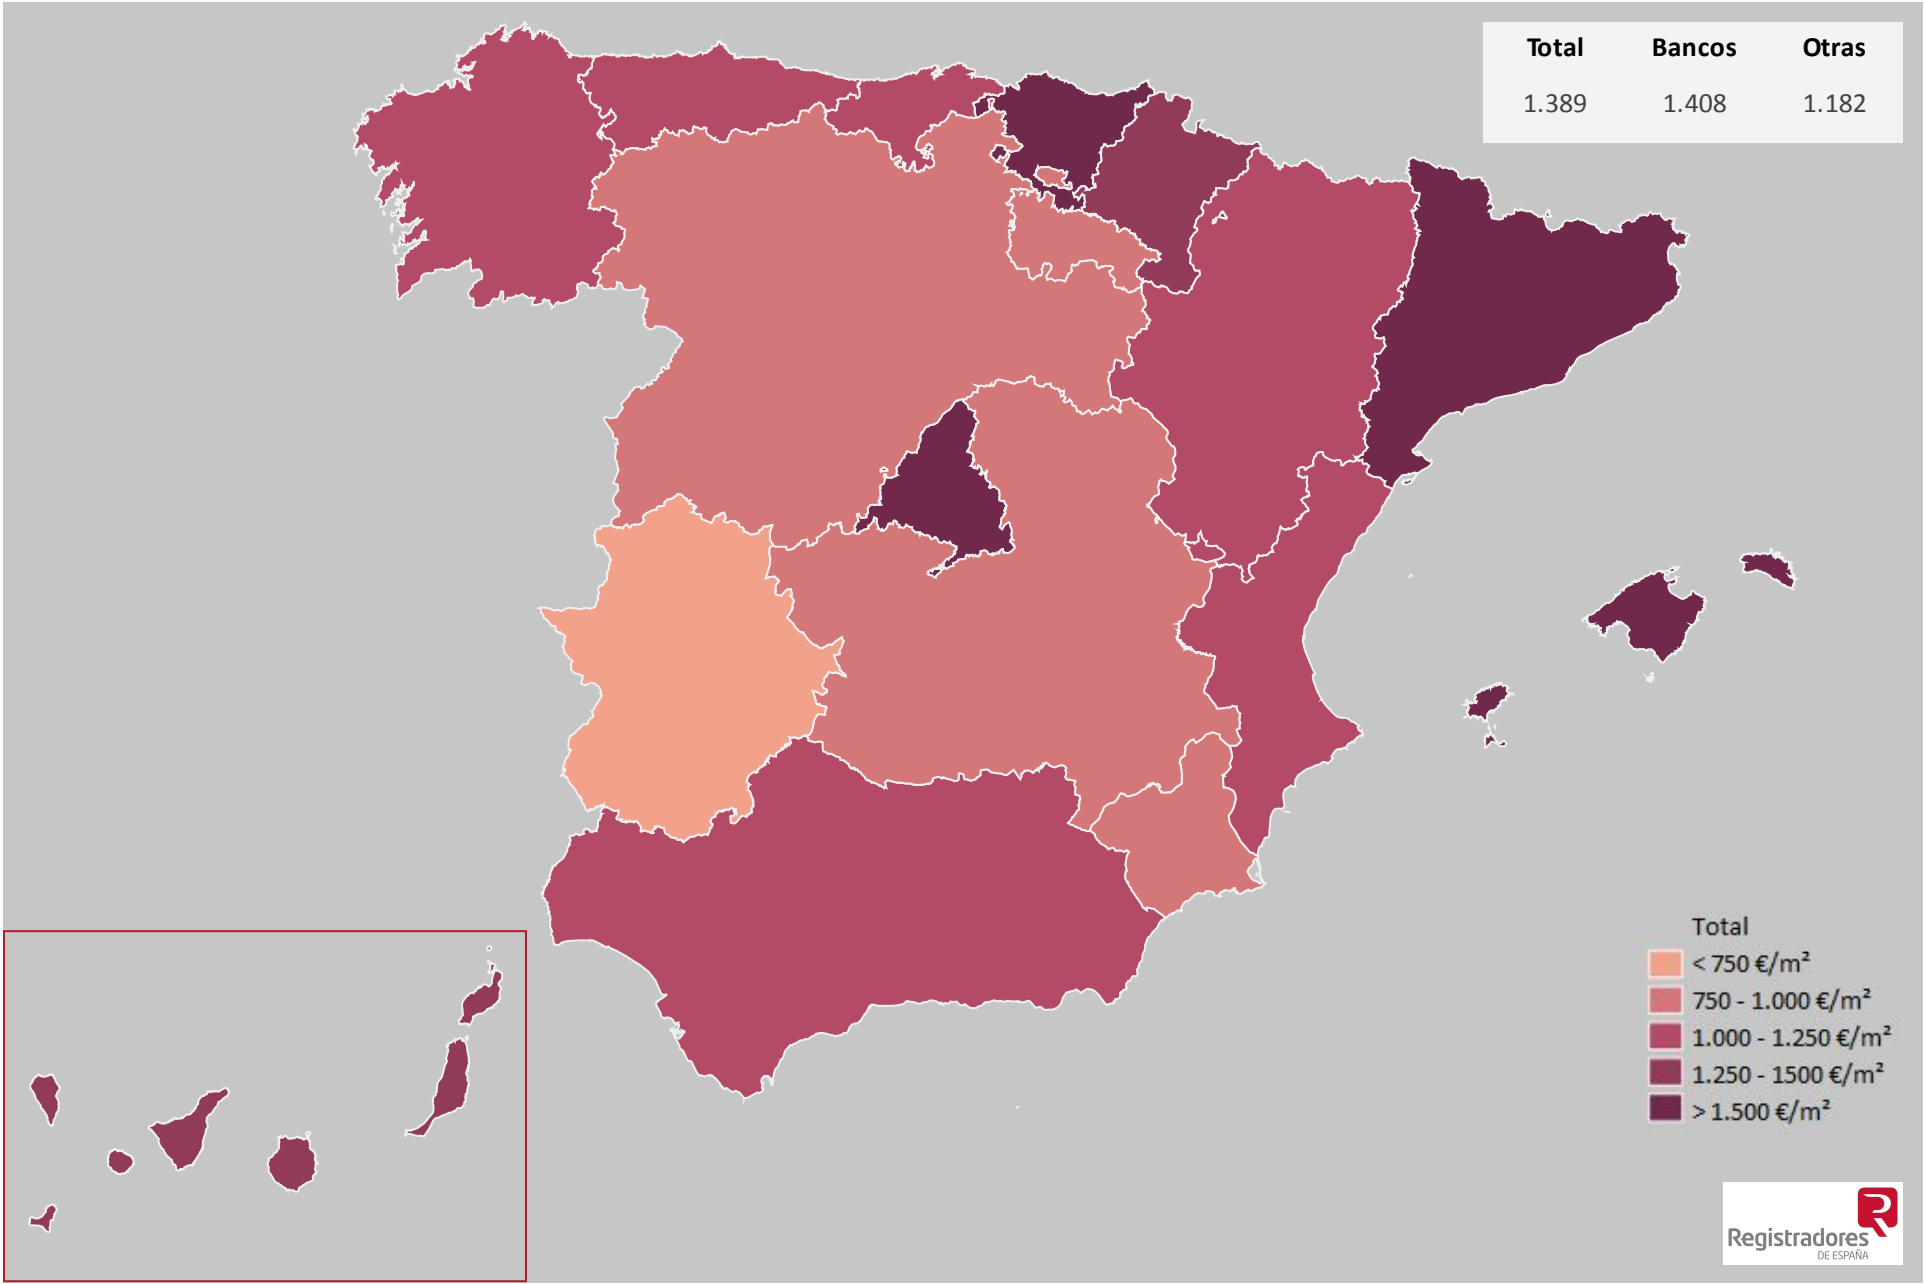 Total Bancos Otras
1.389 1.408 1.182
Total
< 750 €/m²
750 - 1.000 €/m²
1.000 - 1.250 €/m²
1.250 - 1500 €/m²
> 1.500 €/m²
Registradores
DE ESPAÑA